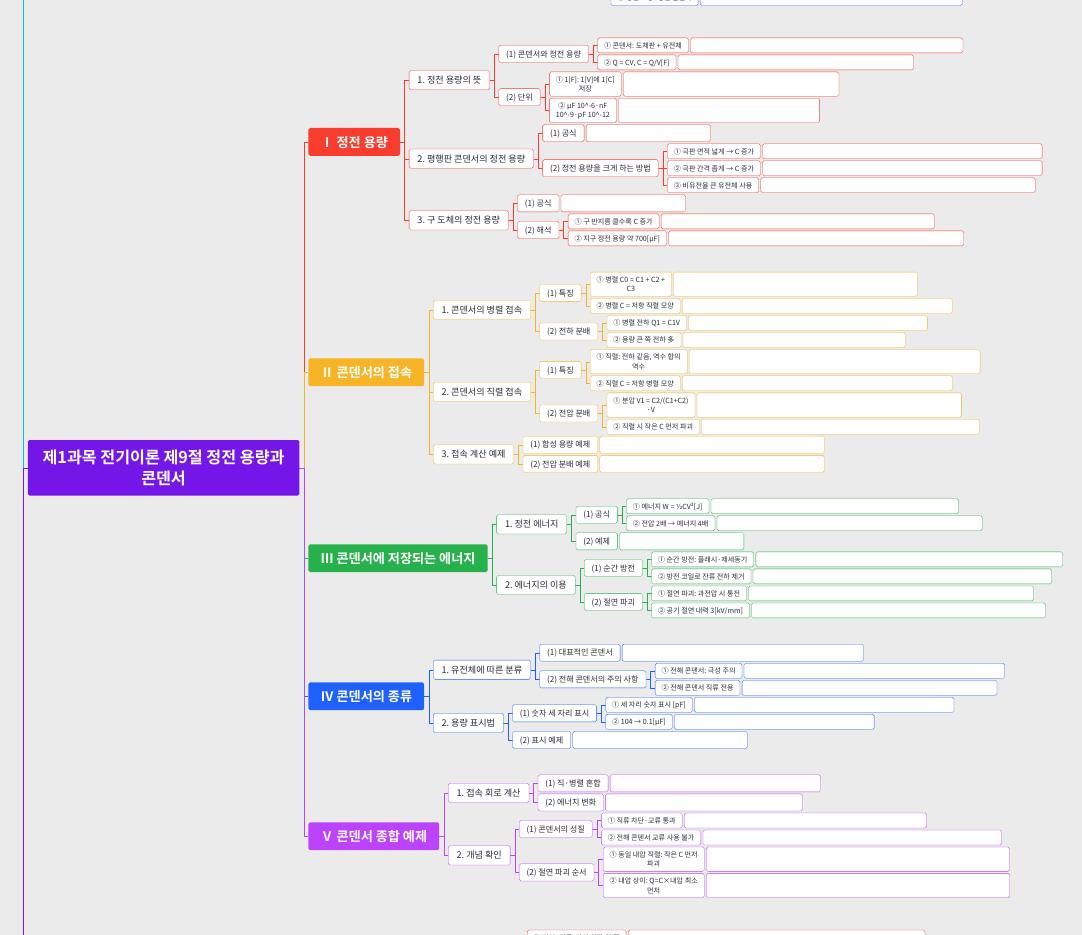 제1과목 전기이론 제9절 정전 용량과
콘덴서
Ⅰ 정전 용량
1. 정전 용량의 뜻
(1) 콘덴서와 정전 용량
① 콘덴서: 도체판 + 유전체
② Q = CV, C = Q/V[F]
(2) 단위
① 1[F]: 1[V]에 1[C]
저장
② μF 10^-6·nF
10^-9·pF 10^-12
2. 평행판 콘덴서의 정전 용량
(1) 공식
(2) 정전 용량을 크게 하는 방법
① 극판 면적 넓게 → C 증가
② 극판 간격 좁게 → C 증가
③ 비유전율 큰 유전체 사용
3. 구 도체의 정전 용량
(1) 공식
(2) 해석
① 구 반지름 클수록 C 증가
② 지구 정전 용량 약 700[μF]
Ⅱ 콘덴서의 접속
1. 콘덴서의 병렬 접속
(1) 특징
① 병렬 C0 = C1 + C2 +
C3
② 병렬 C = 저항 직렬 모양
(2) 전하 분배
① 병렬 전하 Q1 = C1V
② 용량 큰 쪽 전하 多
2. 콘덴서의 직렬 접속
(1) 특징
① 직렬: 전하 같음, 역수 합의
역수
② 직렬 C = 저항 병렬 모양
(2) 전압 분배
① 분압 V1 = C2/(C1+C2)
·V
② 직렬 시 작은 C 먼저 파괴
3. 접속 계산 예제
(1) 합성 용량 예제
(2) 전압 분배 예제
III 콘덴서에 저장되는 에너지
1. 정전 에너지
(1) 공식
① 에너지 W = ½CV²[J]
② 전압 2배 → 에너지 4배
(2) 예제
2. 에너지의 이용
(1) 순간 방전
① 순간 방전: 플래시·제세동기
② 방전 코일로 잔류 전하 제거
(2) 절연 파괴
① 절연 파괴: 과전압 시 통전
② 공기 절연 내력 3[kV/mm]
IV 콘덴서의 종류
1. 유전체에 따른 분류
(1) 대표적인 콘덴서
(2) 전해 콘덴서의 주의 사항
① 전해 콘덴서: 극성 주의
② 전해 콘덴서 직류 전용
2. 용량 표시법
(1) 숫자 세 자리 표시
① 세 자리 숫자 표시 [pF]
② 104 → 0.1[μF]
(2) 표시 예제
Ⅴ 콘덴서 종합 예제
1. 접속 회로 계산
(1) 직·병렬 혼합
(2) 에너지 변화
2. 개념 확인
(1) 콘덴서의 성질
① 직류 차단·교류 통과
② 전해 콘덴서 교류 사용 불가
(2) 절연 파괴 순서
① 동일 내압 직렬: 작은 C 먼저
파괴
② 내압 상이: Q=C×내압 최소
먼저